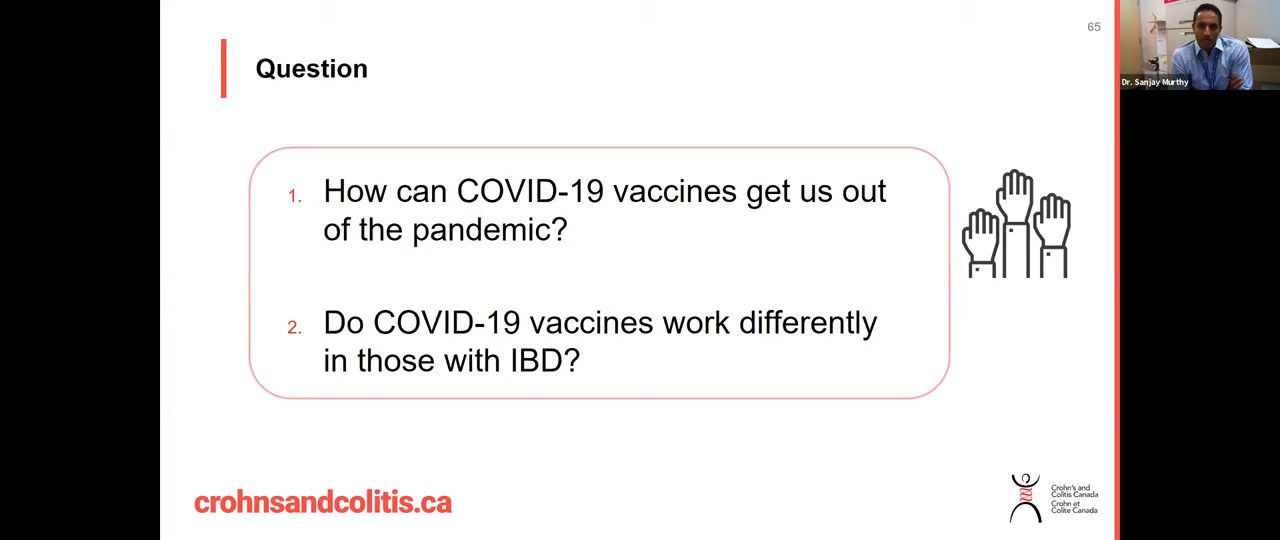 65
Question
1. How can COVID-19 vaccines get us out
of the pandemic?
2. Do COVID-19 vaccines work differently
in those with IBD?
crohnsandcolitis.ca
Crohn's and
Colitis Canada
Crohn et
Colite Canada
Dr. Sanjay Murthy